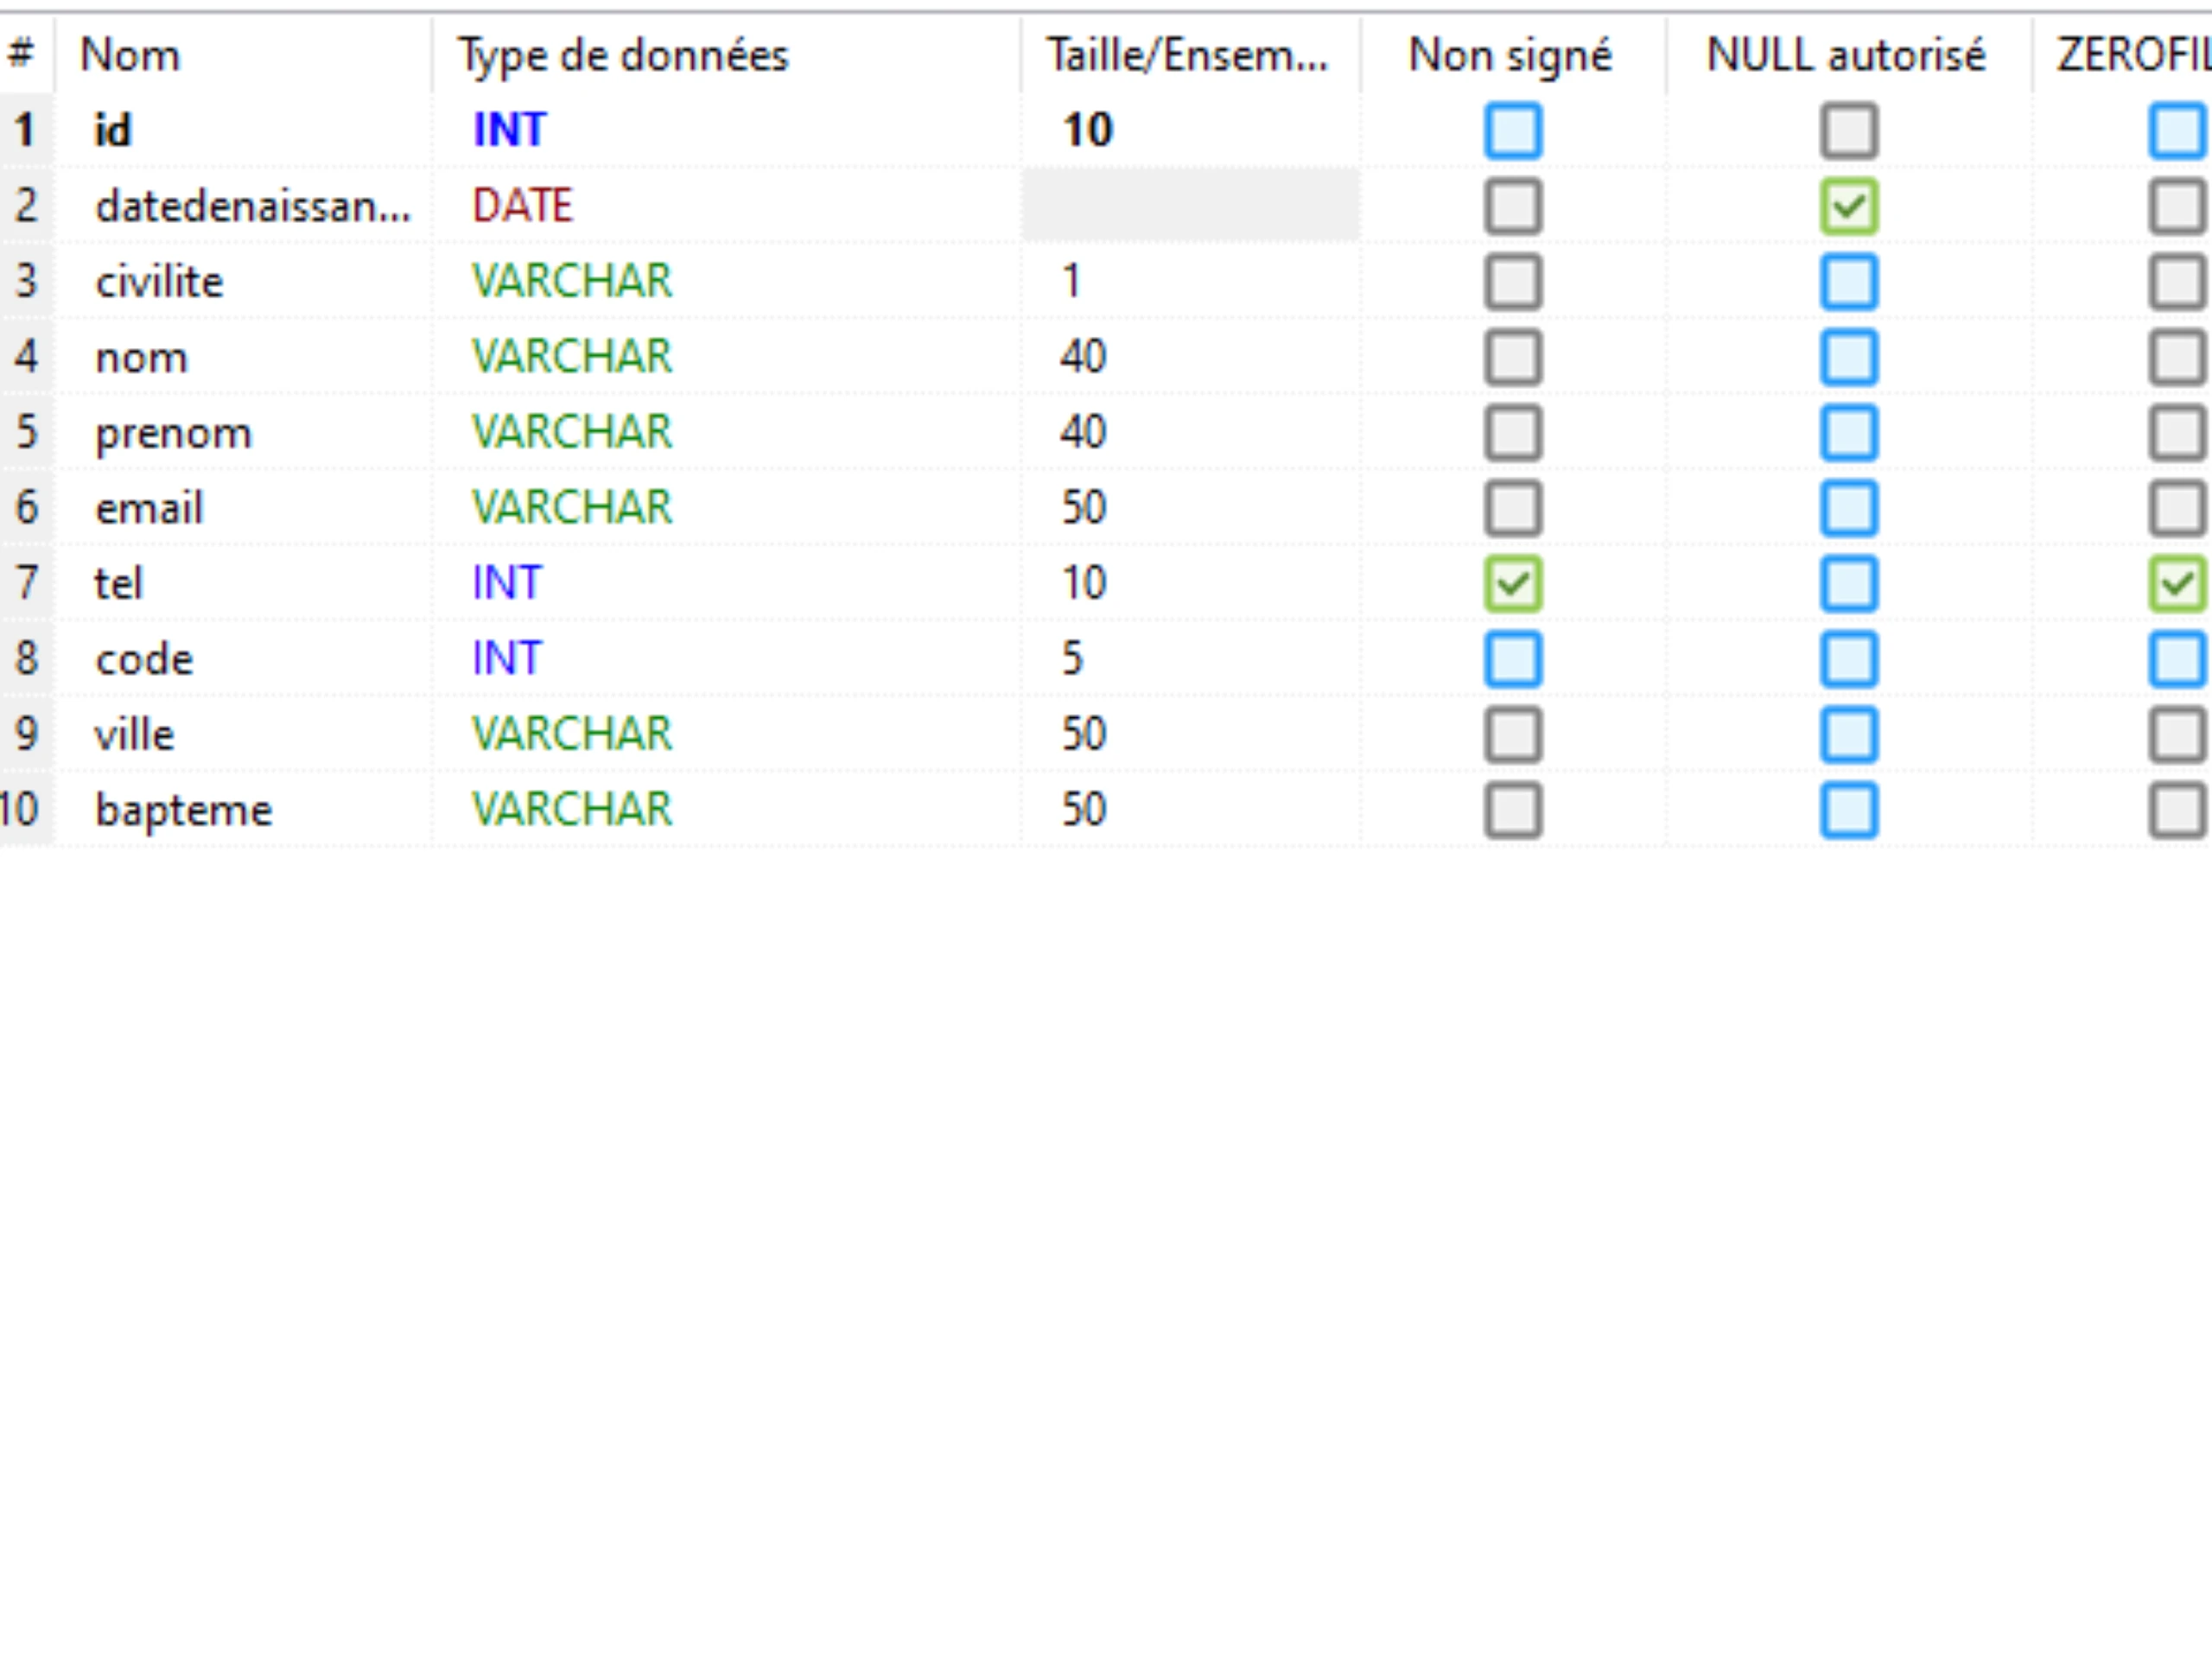 # Nom Type de données Taille/Ensem... Non signé NULL autorisé ZEROFIL
1 id INT 10
2 datedenaissan... DATE
3 civilite VARCHAR 1
4 nom VARCHAR 40
5 prenom VARCHAR 40
6 email VARCHAR 50
7 tel INT 10
8 code INT 5
9 ville VARCHAR 50
10 bapteme VARCHAR 50